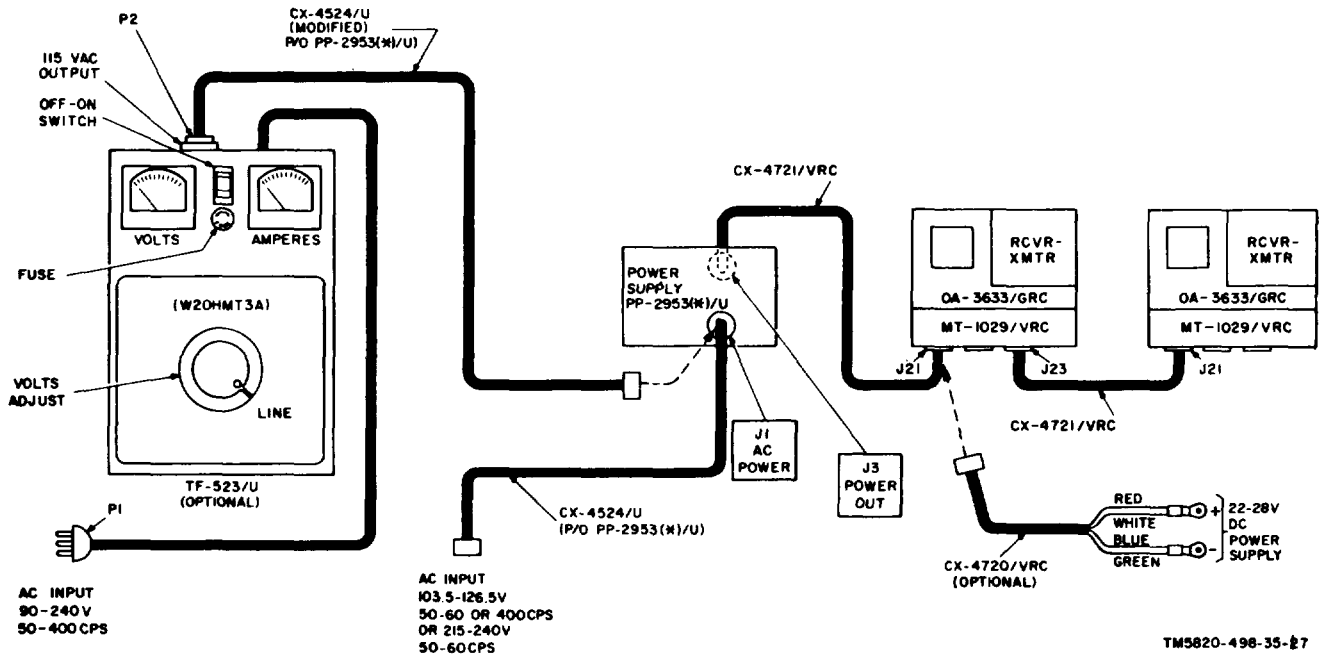 P2
CX-4524/U
(MODIFIED)
P/O PP-2953(*)/U)
115 VAC
OUTPUT
OFF-ON
SWITCH
VOLTS
AMPERES
FUSE
(W20HMT3A)
VOLTS
ADJUST
LINE
TF-523/U
(OPTIONAL)
P1
AC INPUT
90-240V
50-400CPS
CX-4721/VRC
POWER
SUPPLY
PP-2953(*)/U
J1
AC
POWER
J3
POWER
OUT
CX-4524/U
(P/O PP-2953(*)/U)
AC INPUT
103.5-126.5V
50-60 OR 400CPS
OR 215-240V
50-60CPS
RCVR-
XMTR
OA-3633/GRC
MT-1029/VRC
J21
J23
RCVR-
XMTR
OA-3633/GRC
MT-1029/VRC
J21
CX-4721/VRC
RED
WHITE
BLUE
GREEN
+
-
22-28V
DC
POWER
SUPPLY
CX-4720/VRC
(OPTIONAL)
TM5820-498-35-27